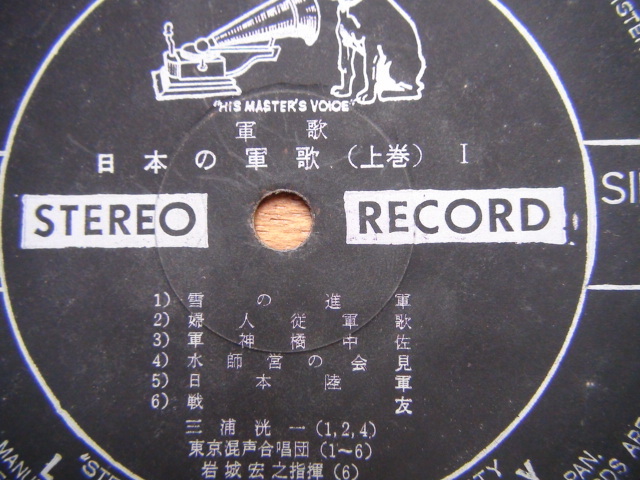 "HIS MASTER'S VOICE"
軍歌
日本の軍歌（上巻） I
STEREO RECORD
1) 雪の進軍
2) 婦人従軍歌
3) 軍神橘中佐
4) 水師営の会見
5) 日本陸軍
6) 戦友
三浦洸一 (1,2,4)
東京混声合唱団 (1〜6)
岩城宏之指揮 (6)